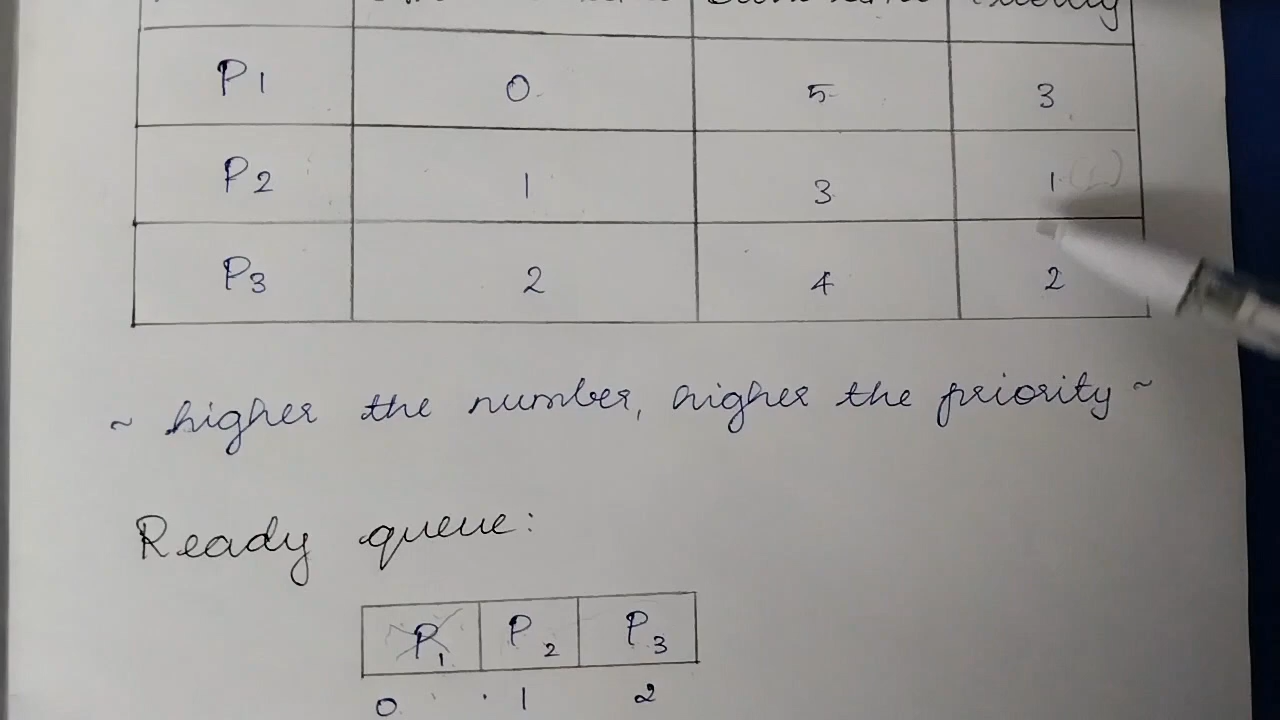 P1 0 5 3
P2 1 3 1
P3 2 4 2
~ higher the number, higher the priority ~
Ready queue:
P1 P2 P3
0 1 2